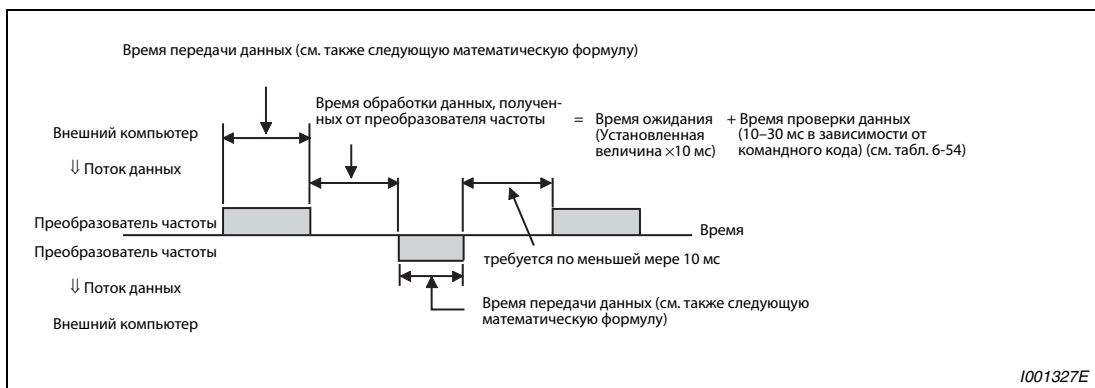 Время передачи данных (см. также следующую математическую формулу)
Время обработки данных, получен-
ных от преобразователя частоты
= Время ожидания
(Установленная
величина ×10 мс)
+ Время проверки данных
(10–30 мс в зависимости от
командного кода) (см. табл. 6-54)
Внешний компьютер
⇓ Поток данных
Преобразователь частоты
Время
Преобразователь частоты
требуется по меньшей мере 10 мс
⇓ Поток данных
Время передачи данных (см. также следующую
математическую формулу)
Внешний компьютер
I001327E